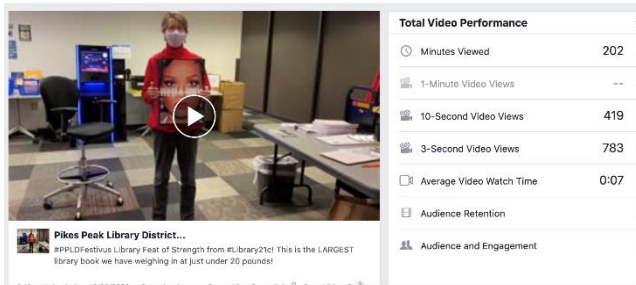 Total Video Performance
Minutes Viewed 202
1-Minute Video Views --
10-Second Video Views 419
3-Second Video Views 783
Average Video Watch Time 0:07
Audience Retention
Audience and Engagement
Pikes Peak Library District...
#PPLDFestivus Library Feat of Strength from #Library21c! This is the LARGEST
library book we have weighing in at just under 20 pounds!